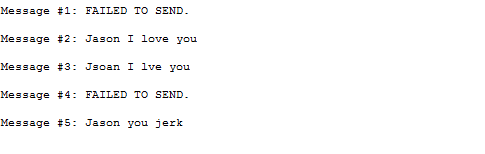 Message #1: FAILED TO SEND.
Message #2: Jason I love you
Message #3: Jsoan I lve you
Message #4: FAILED TO SEND.
Message #5: Jason you jerk